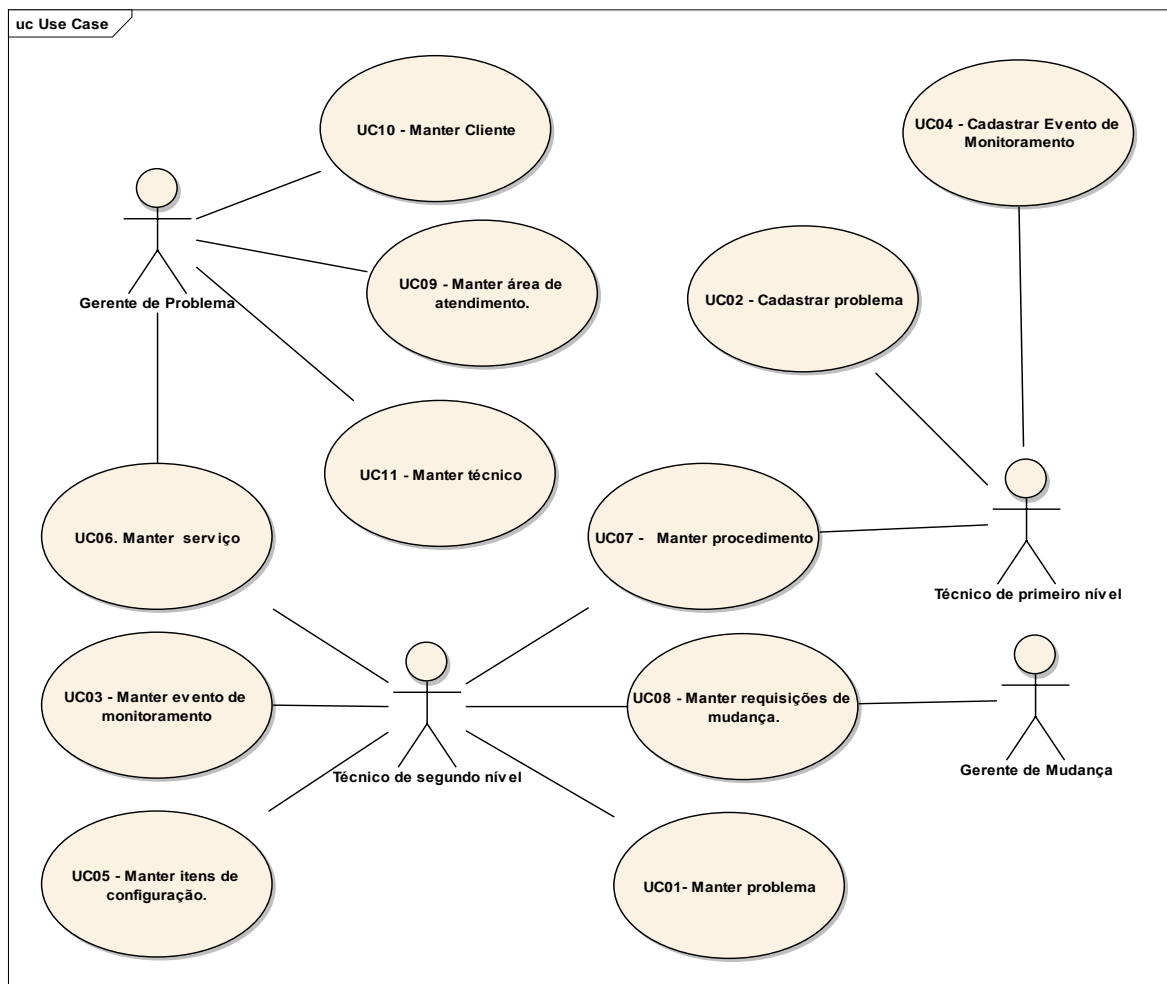 uc Use Case
UC10 - Manter Cliente
UC04 - Cadastrar Evento de
Monitoramento
Gerente de Problema
UC09 - Manter área de
atendimento.
UC02 - Cadastrar problema
UC11 - Manter técnico
UC06. Manter serviço
UC07 - Manter procedimento
Técnico de primeiro nível
UC03 - Manter evento de
monitoramento
Técnico de segundo nível
UC08 - Manter requisições de
mudança.
Gerente de Mudança
UC05 - Manter itens de
configuração.
UC01- Manter problema